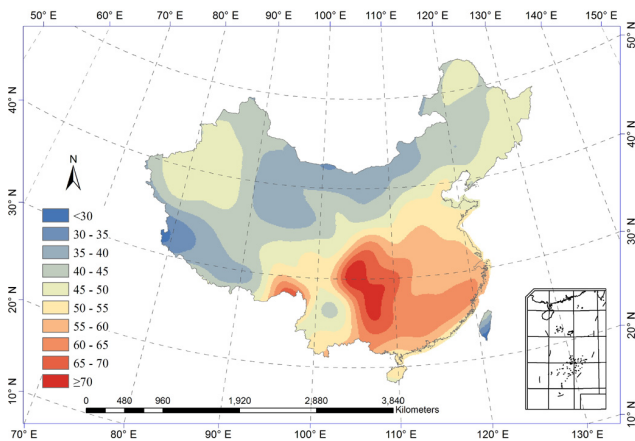 50° E 60° E 70° E 80° E 90° E 100° E 110° E 120° E 130° E 140° E 150° E
50° N
40° N 40° N
N
30° N 30° N
<30
30 - 35
35 - 40
40 - 45
45 - 50
50 - 55
55 - 60
60 - 65
65 - 70
≥70
20° N 20° N
0 480 960 1,920 2,880 3,840
Kilometers
10° N 10° N
70° E 80° E 90° E 100° E 110° E 120° E 130° E